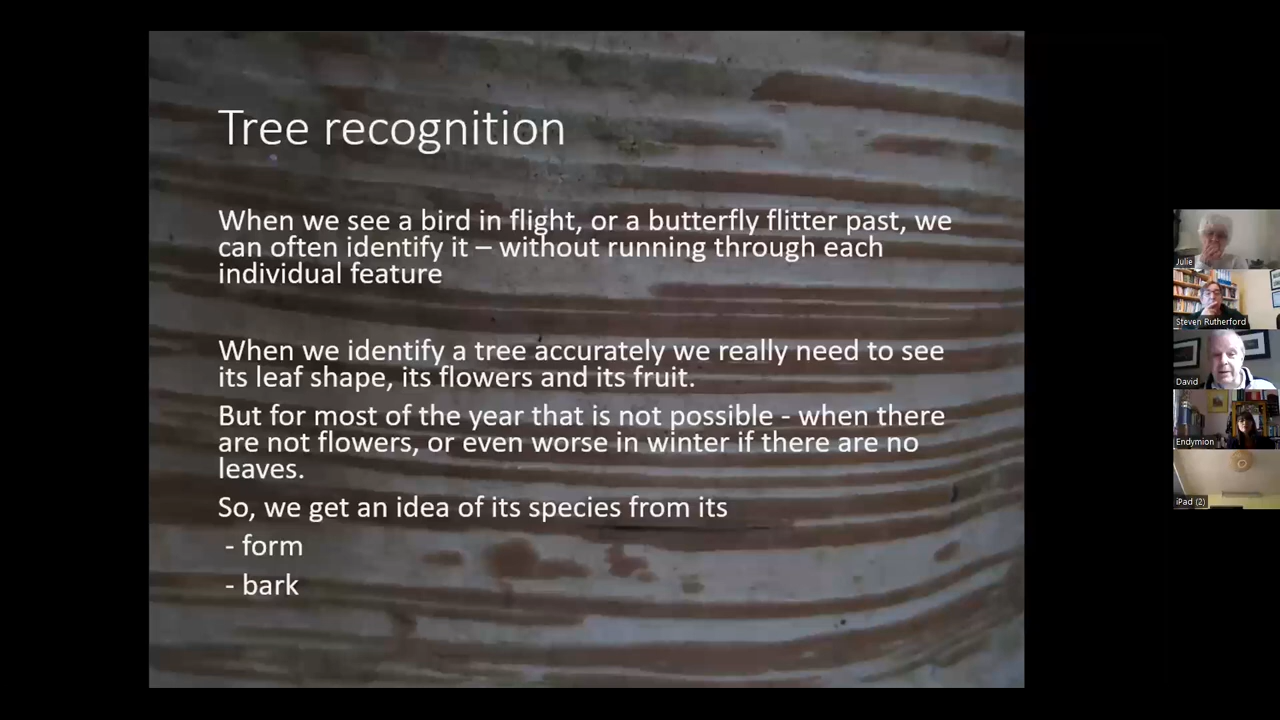 Tree recognition
When we see a bird in flight, or a butterfly flitter past, we
can often identify it – without running through each
individual feature
When we identify a tree accurately we really need to see
its leaf shape, its flowers and its fruit.
But for most of the year that is not possible - when there
are not flowers, or even worse in winter if there are no
leaves.
So, we get an idea of its species from its
- form
- bark
Julie
Steven Rutherford
David
Endymion
iPad (2)